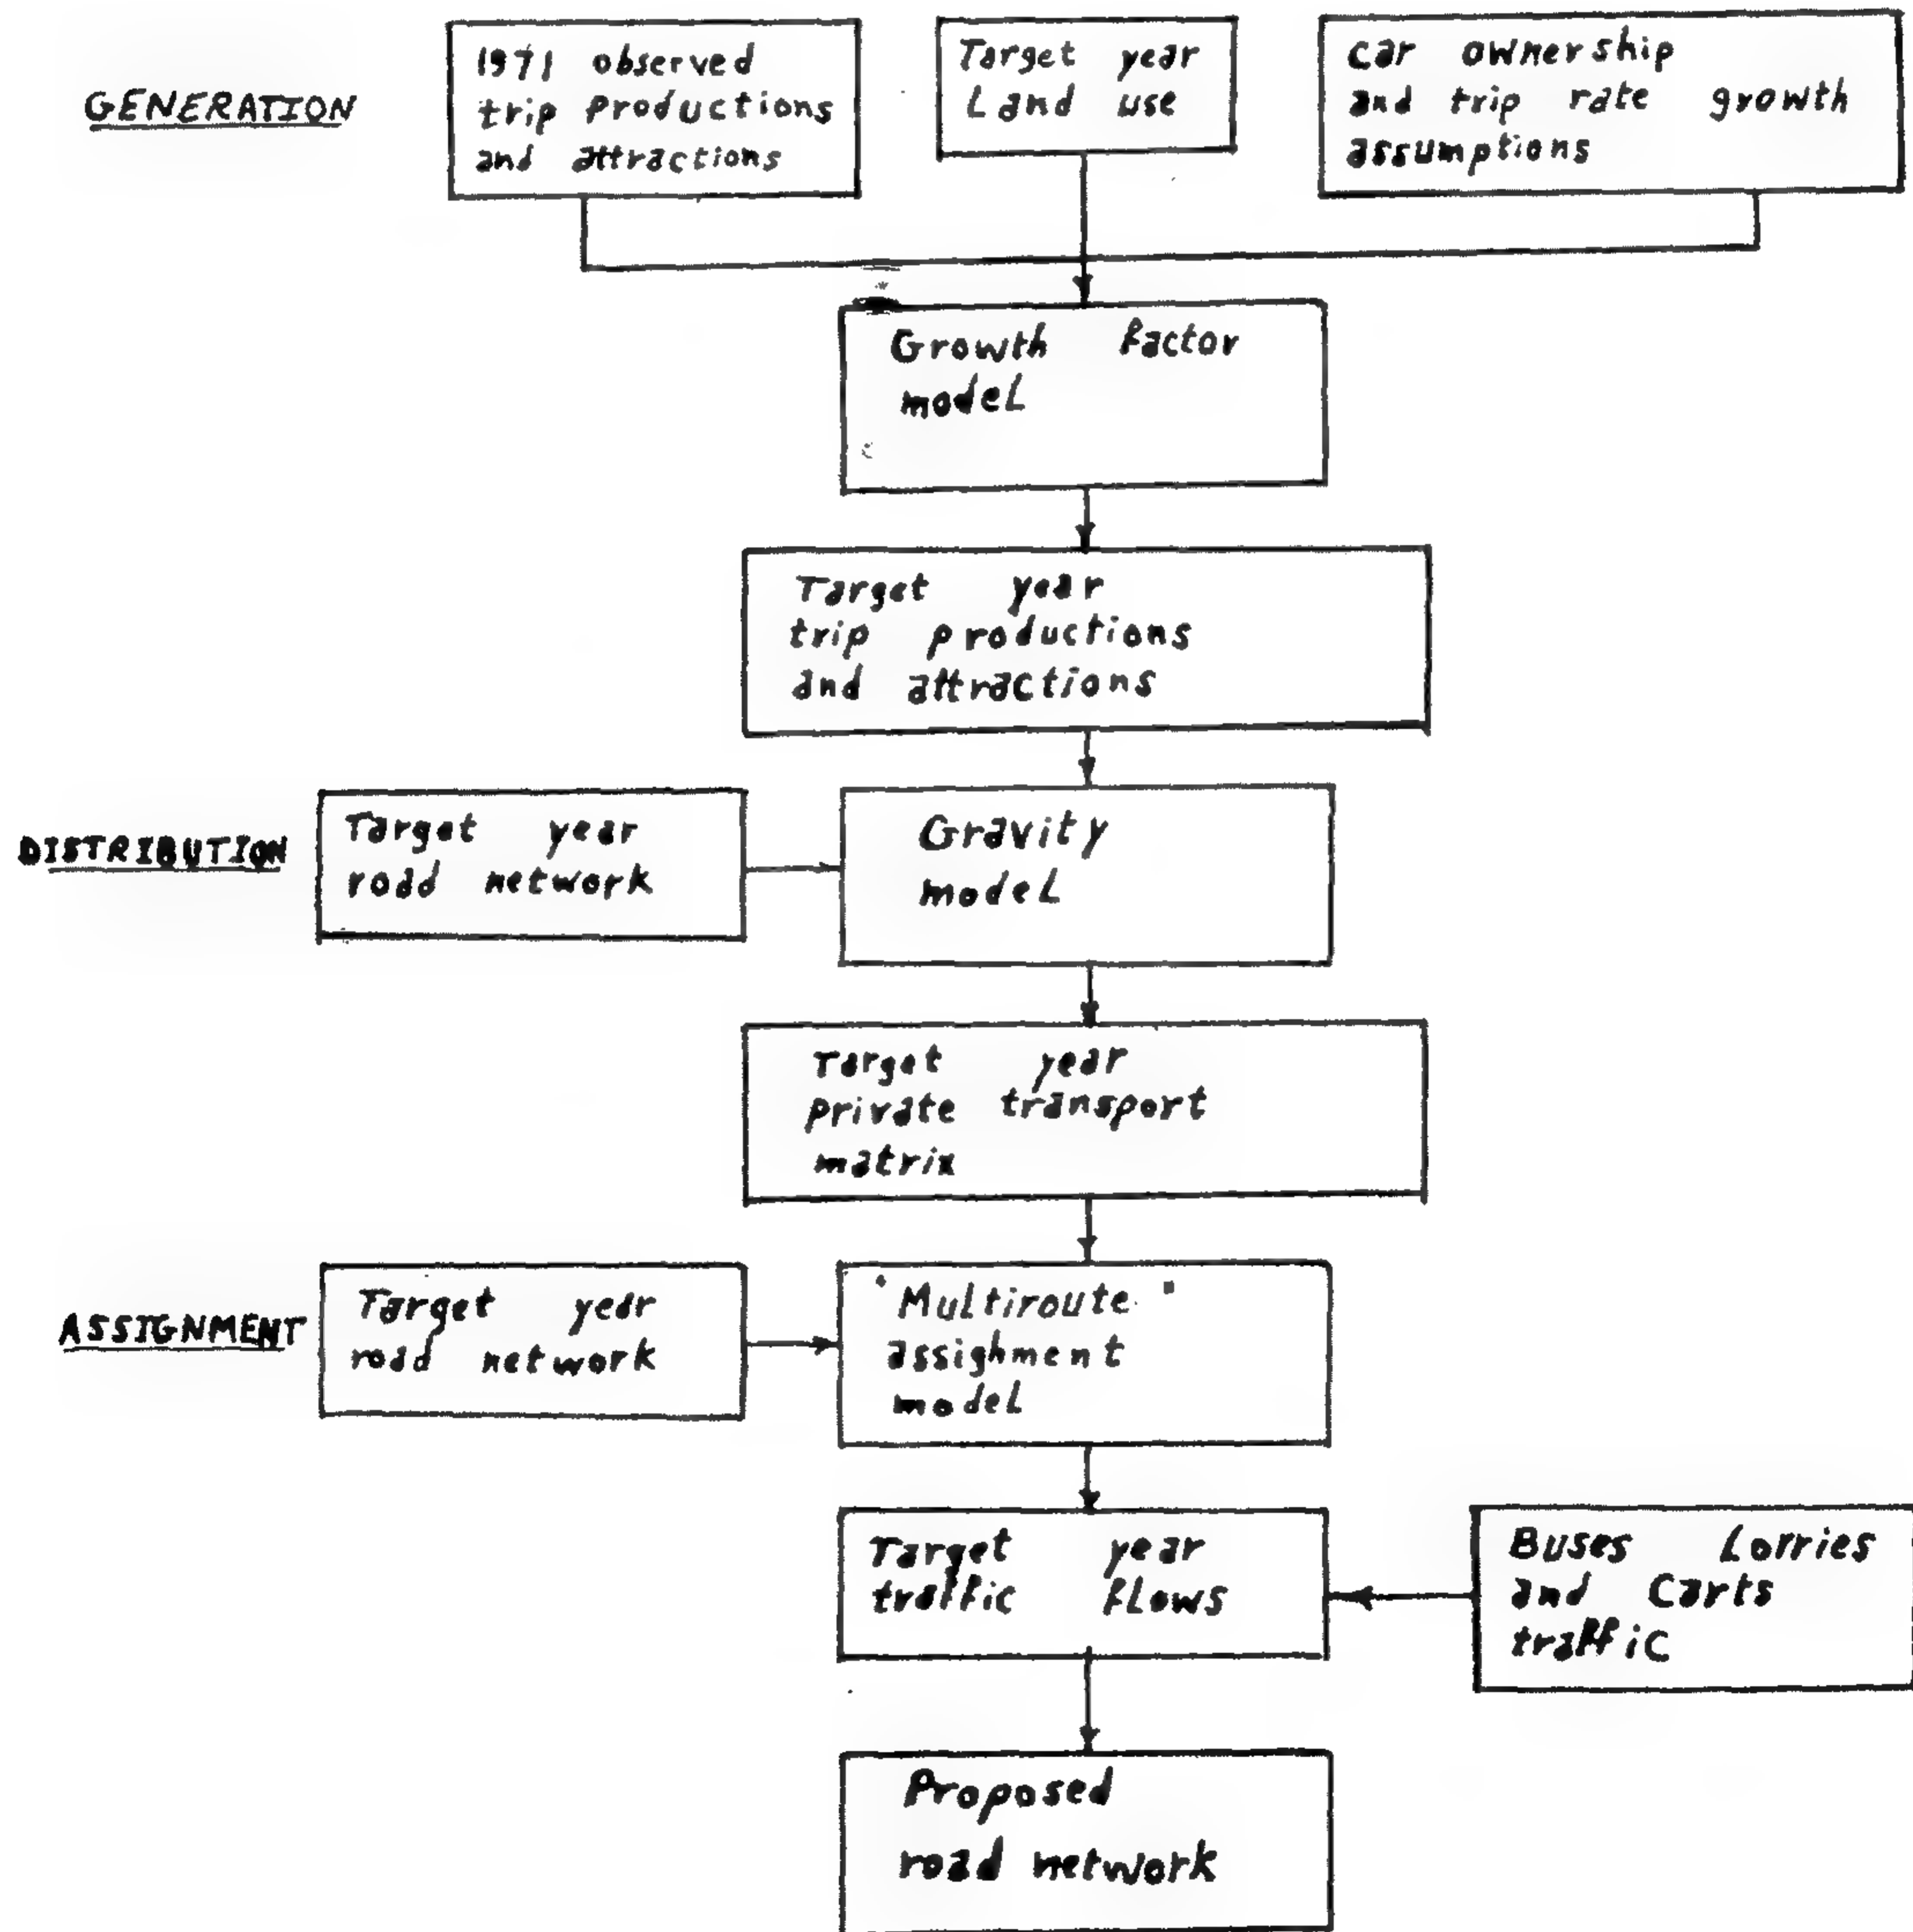 GENERATION
1971 observed
trip productions
and attractions
Target year
Land use
car ownership
and trip rate growth
assumptions
Growth factor
model
Target year
trip productions
and attractions
DISTRIBUTION
Target year
road network
Gravity
model
Target year
private transport
matrix
ASSIGNMENT
Target year
road network
"Multiroute"
assighment
model
Target year
traffic flows
Buses Lorries
and Carts
traffic
Proposed
road network